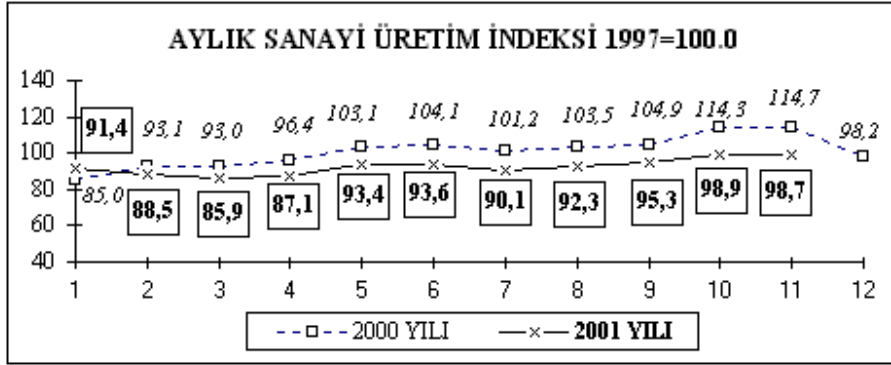 AYLIK SANAYİ ÜRETİM İNDEKSİ 1997=100.0
140
120
100
80
60
40
91,4 93,1 93,0 96,4 103,1 104,1 101,2 103,5 104,9 114,3 114,7 98,2
85,0 88,5 85,9 87,1 93,4 93,6 90,1 92,3 95,3 98,9 98,7
1 2 3 4 5 6 7 8 9 10 11 12
2000 YILI 2001 YILI